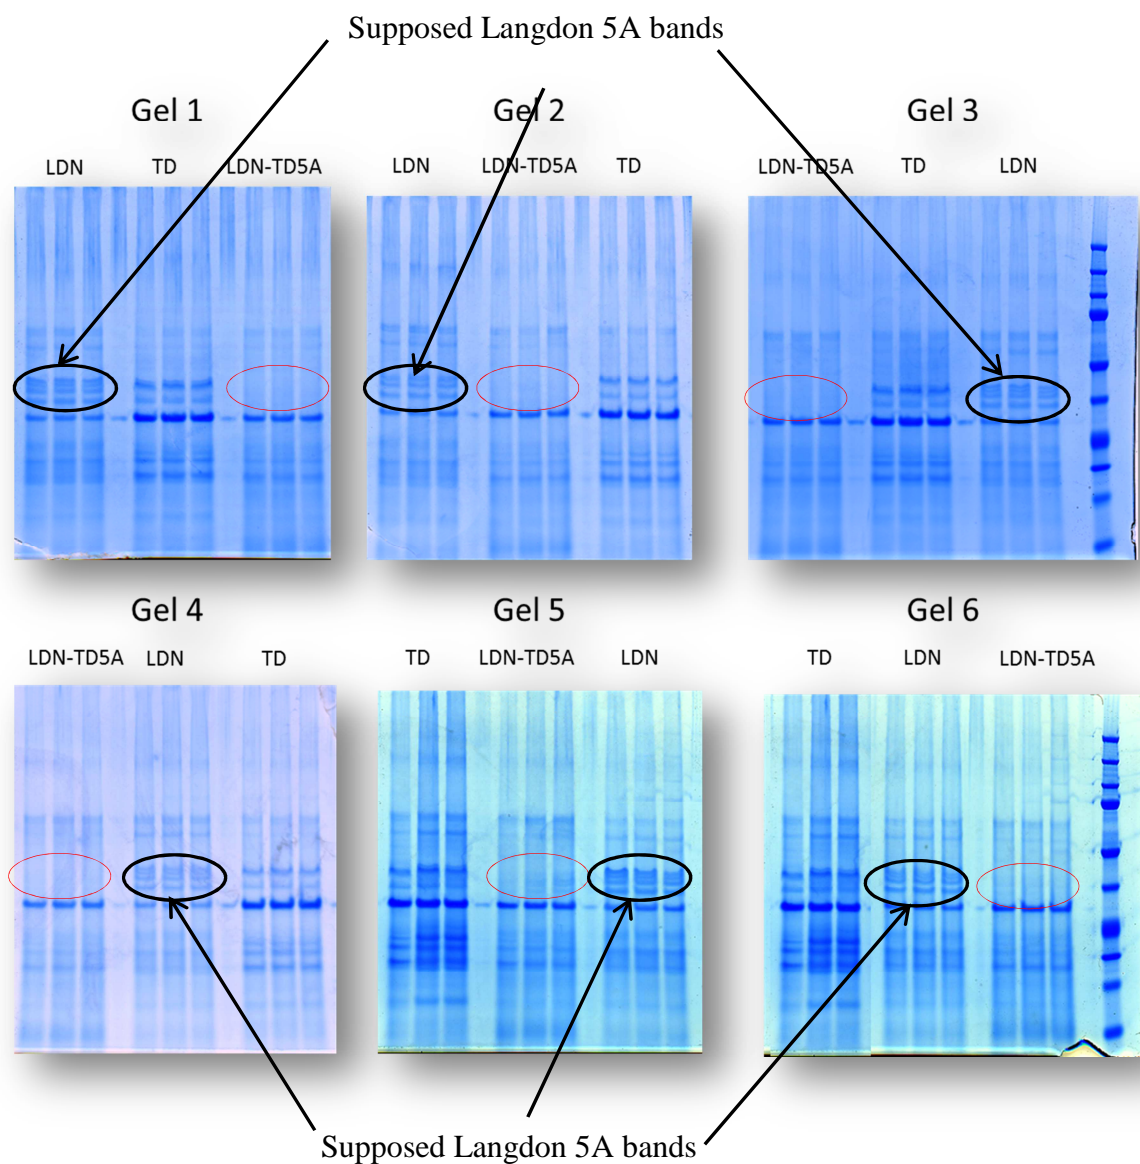 Supposed Langdon 5A bands
Gel 1
Gel 2
Gel 3
LDN
TD
LDN-TD5A
LDN
LDN-TD5A
TD
LDN-TD5A
TD
LDN
Gel 4
Gel 5
Gel 6
LDN-TD5A
LDN
TD
TD
LDN-TD5A
LDN
TD
LDN
LDN-TD5A
Supposed Langdon 5A bands